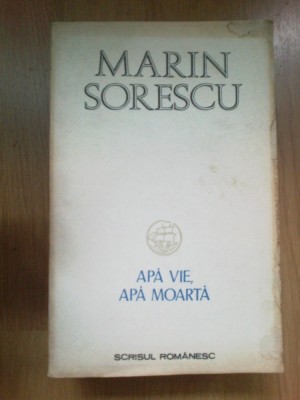 MARIN
SORESCU
APĂ VIE,
APĂ MOARTĂ
SCRISUL ROMÂNESC